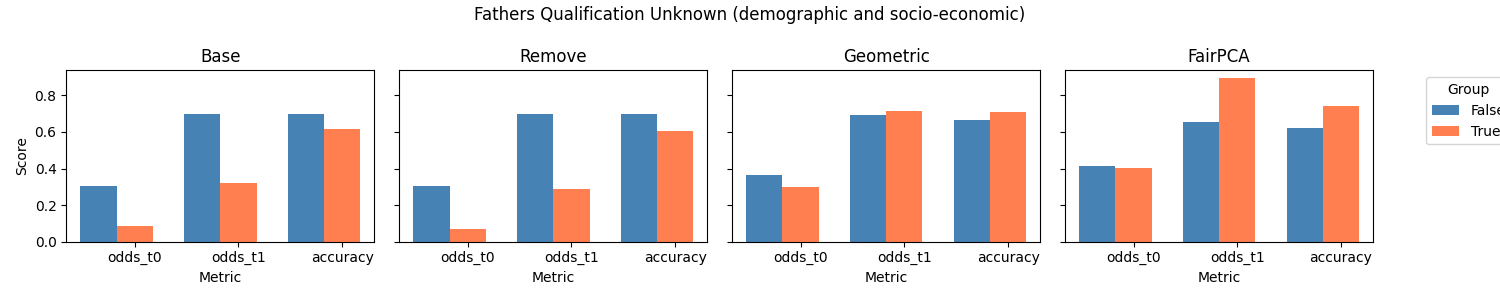 Fathers Qualification Unknown (demographic and socio-economic)
Base
Remove
Geometric
FairPCA
Group
False
True
Score
0.8
0.6
0.4
0.2
0.0
odds_t0 odds_t1 accuracy
odds_t0 odds_t1 accuracy
odds_t0 odds_t1 accuracy
odds_t0 odds_t1 accuracy
Metric
Metric
Metric
Metric